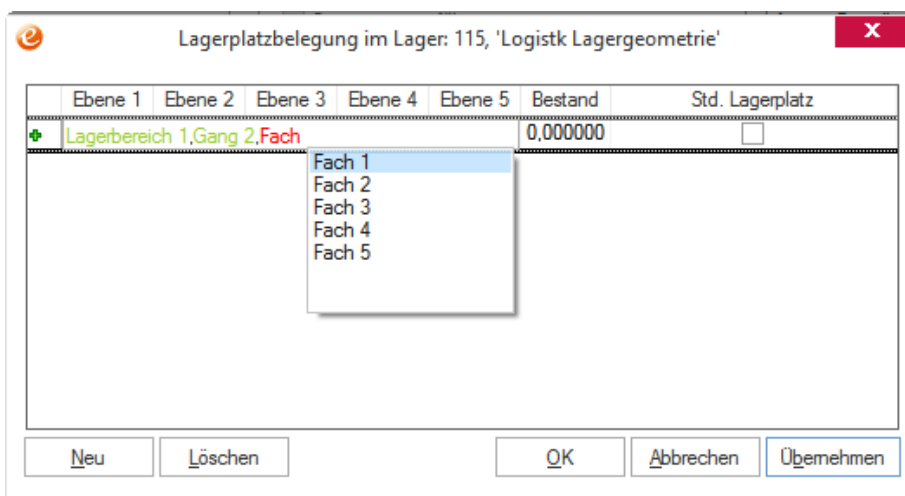 Lagerplatzbelegung im Lager: 115, 'Logistk Lagergeometrie'
x
Ebene 1 Ebene 2 Ebene 3 Ebene 4 Ebene 5 Bestand Std. Lagerplatz
Lagerbereich 1,Gang 2,Fach 0,000000
Fach 1
Fach 2
Fach 3
Fach 4
Fach 5
Neu Löschen OK Abbrechen Übernehmen